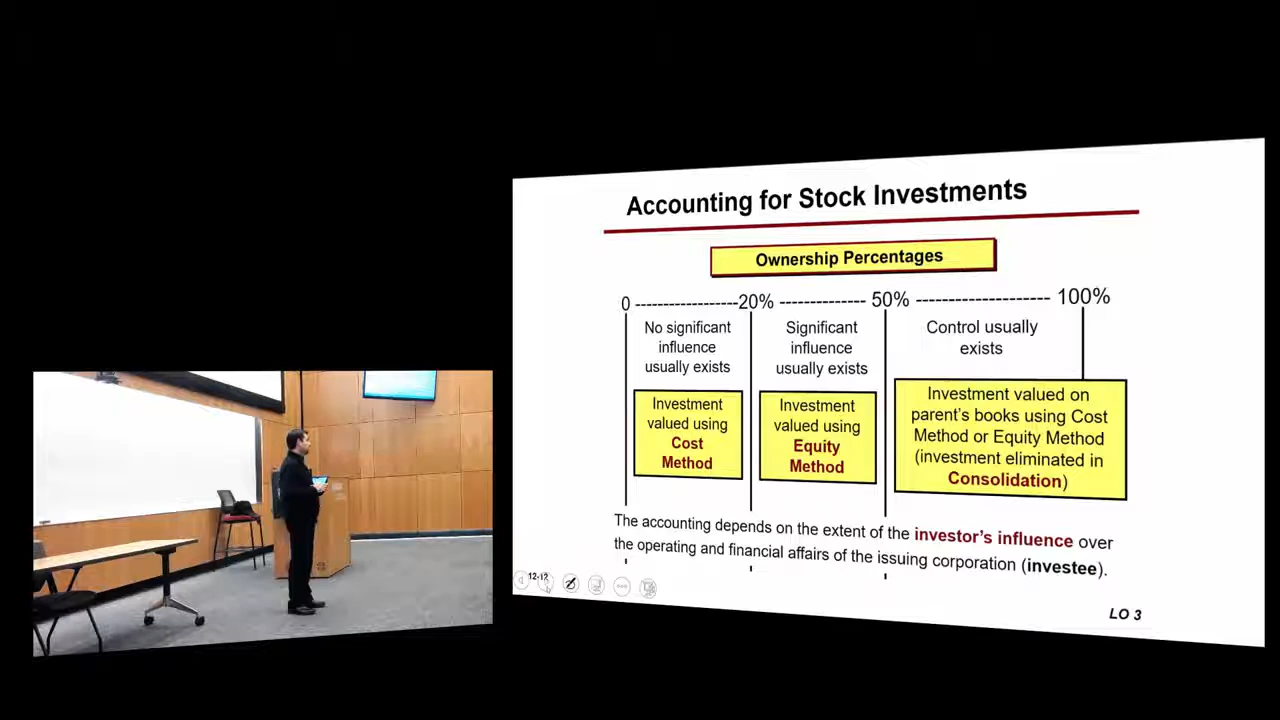 Accounting for Stock Investments
Ownership Percentages
0 ------------------20% --------------- 50% ----------------------- 100%
No significant
influence
usually exists
Significant
influence
usually exists
Control usually
exists
Investment
valued using
Cost
Method
Investment
valued using
Equity
Method
Investment valued on
parent's books using Cost
Method or Equity Method
(investment eliminated in
Consolidation)
The accounting depends on the extent of the investor's influence over
the operating and financial affairs of the issuing corporation (investee).
12-12
LO 3